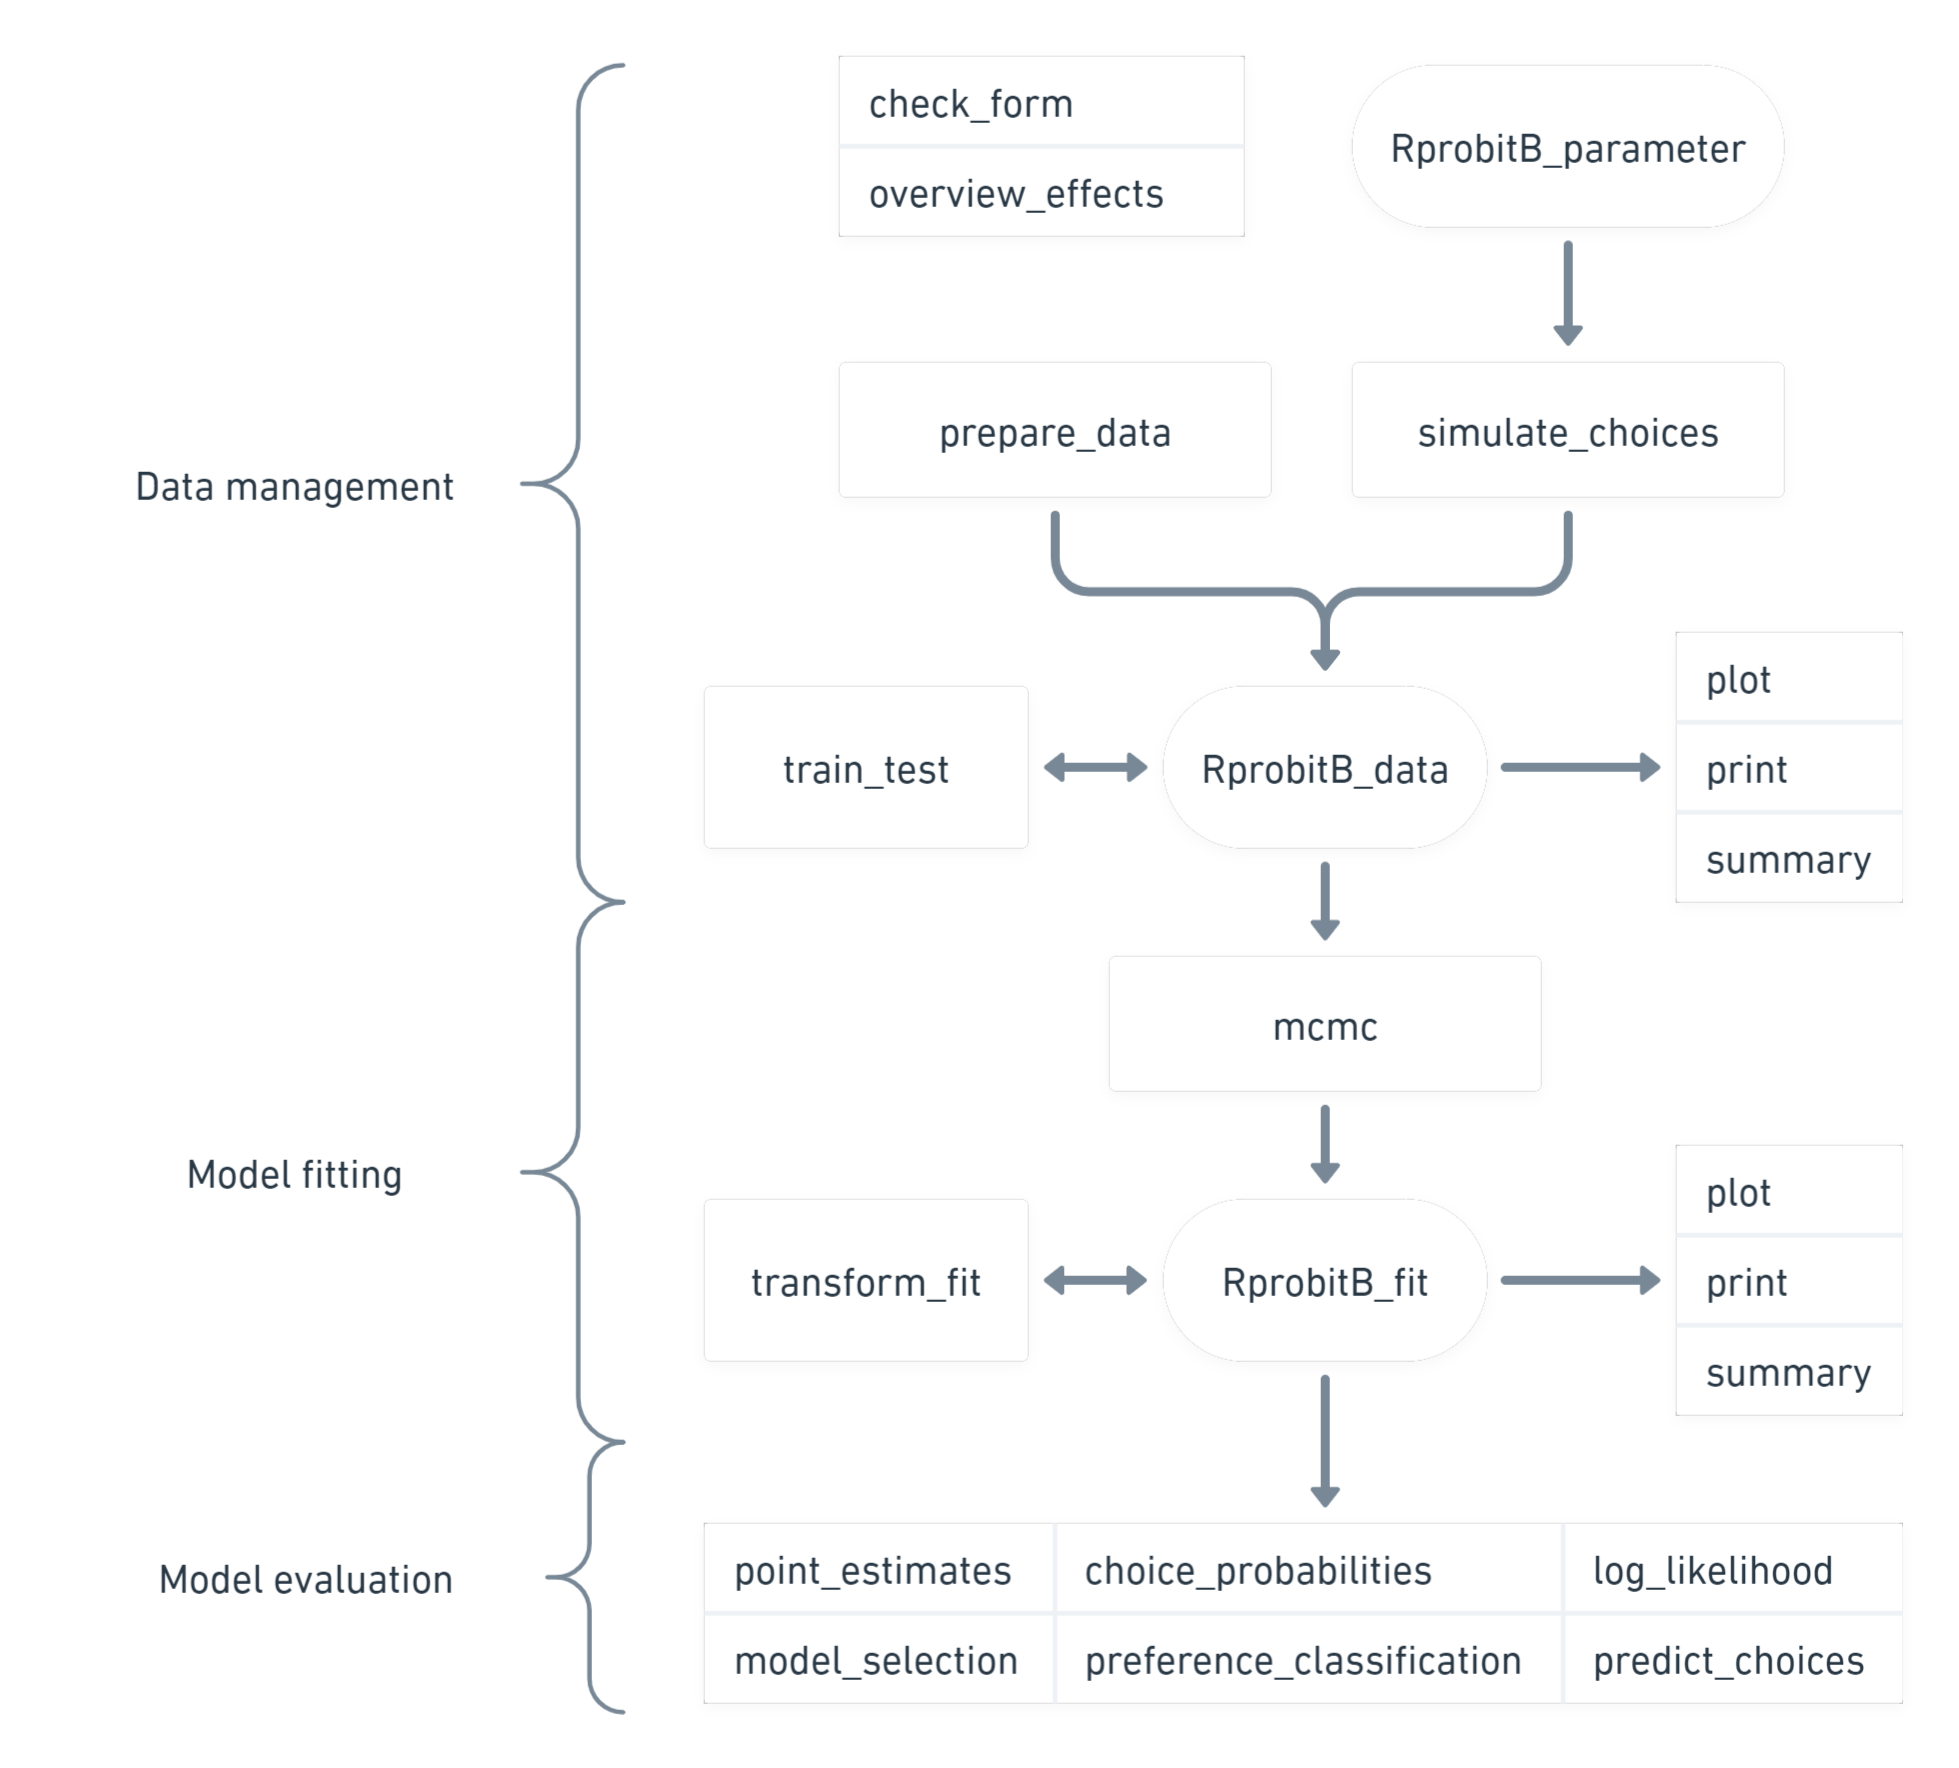 check_form
overview_effects
RprobitB_parameter
prepare_data
simulate_choices
Data management
train_test
RprobitB_data
plot
print
summary
mcmc
Model fitting
transform_fit
RprobitB_fit
plot
print
summary
Model evaluation
point_estimates
choice_probabilities
log_likelihood
model_selection
preference_classification
predict_choices